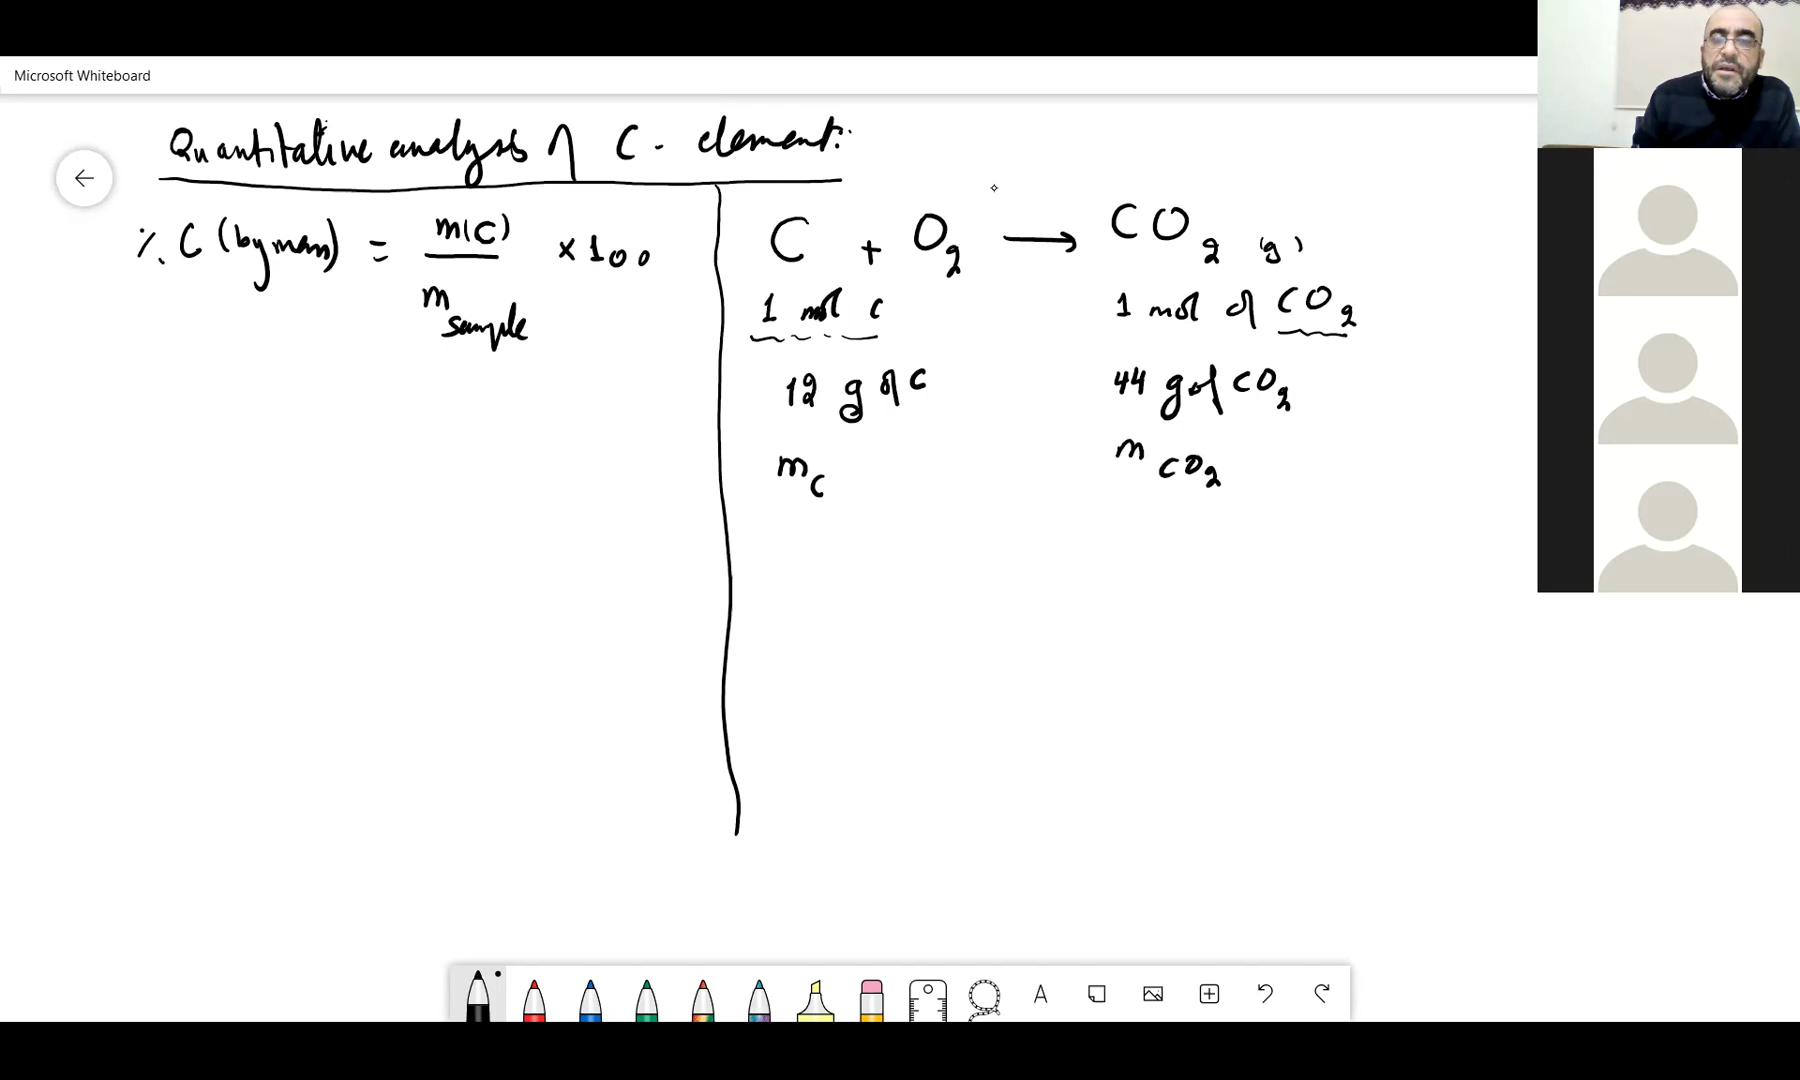 Microsoft Whiteboard
Quantitative analysis of C - element:
% C (by mass) = m(C) / m sample × 100
C + O2 → CO2 (g)
1 mol C 1 mol of CO2
12 g of C 44 g of CO2
mC mCO2
A